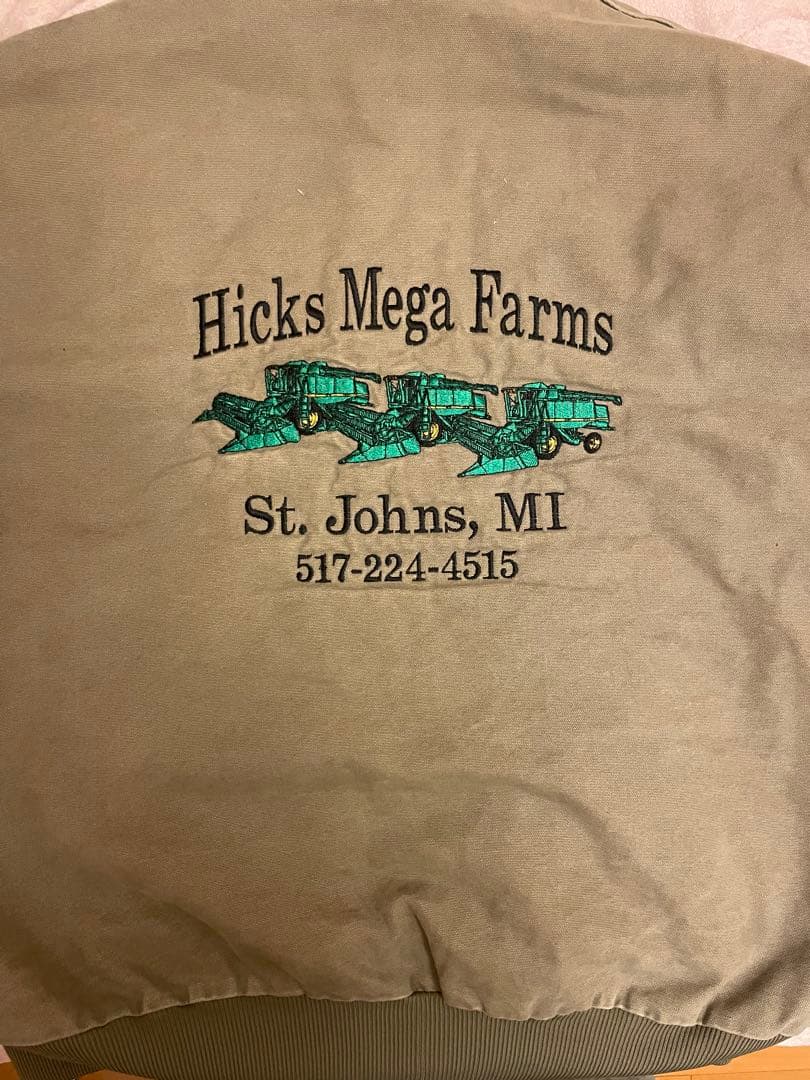 Hicks Mega Farms
St. Johns, MI
517-224-4515